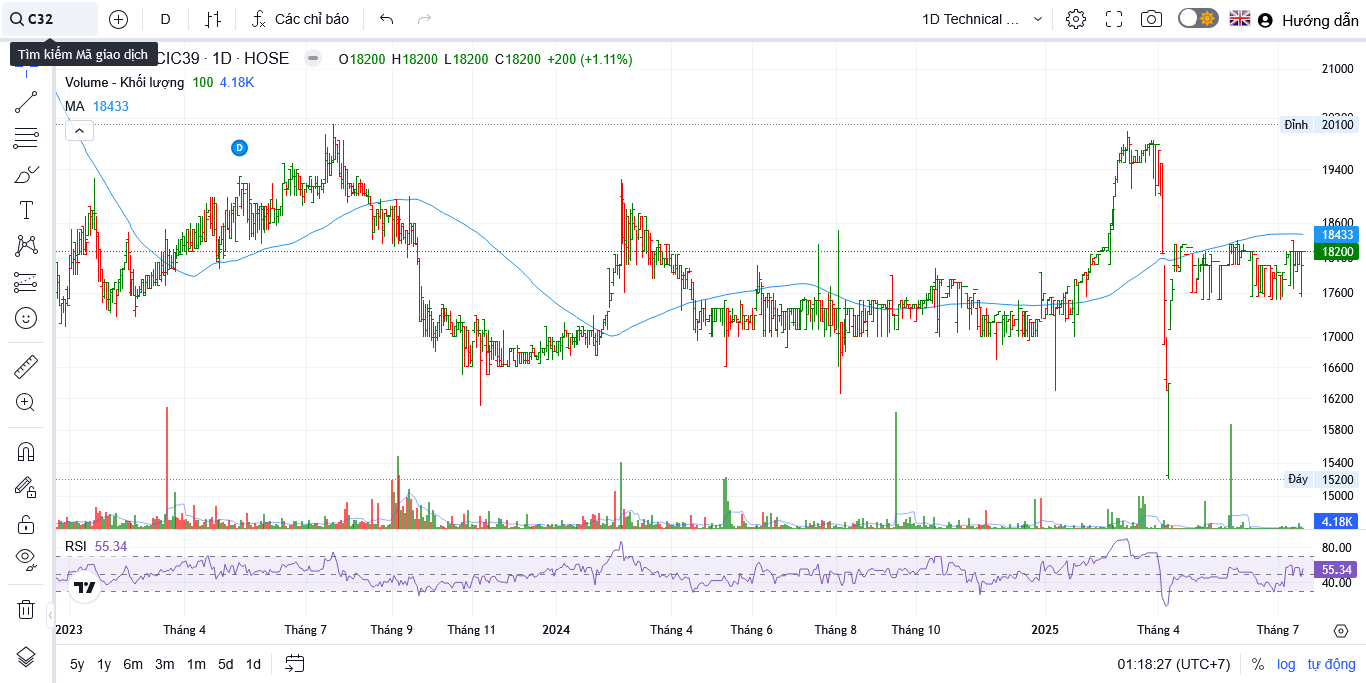 C32
D
Các chỉ báo
1D Technical ...
Hướng dẫn
Tìm kiếm Mã giao dịch
CIC39 · 1D · HOSE
O18200 H18200 L18200 C18200 +200 (+1.11%)
Volume - Khối lượng 100 4.18K
MA 18433
D
21000
Đỉnh 20100
19400
18600
18433
18200
17600
17000
16600
16200
15800
15400
Đáy 15200
15000
4.18K
RSI 55.34
80.00
55.34
40.00
2023 Tháng 4 Tháng 7 Tháng 9 Tháng 11 2024 Tháng 4 Tháng 6 Tháng 8 Tháng 10 2025 Tháng 4 Tháng 7
5y 1y 6m 3m 1m 5d 1d
01:18:27 (UTC+7) % log tự động